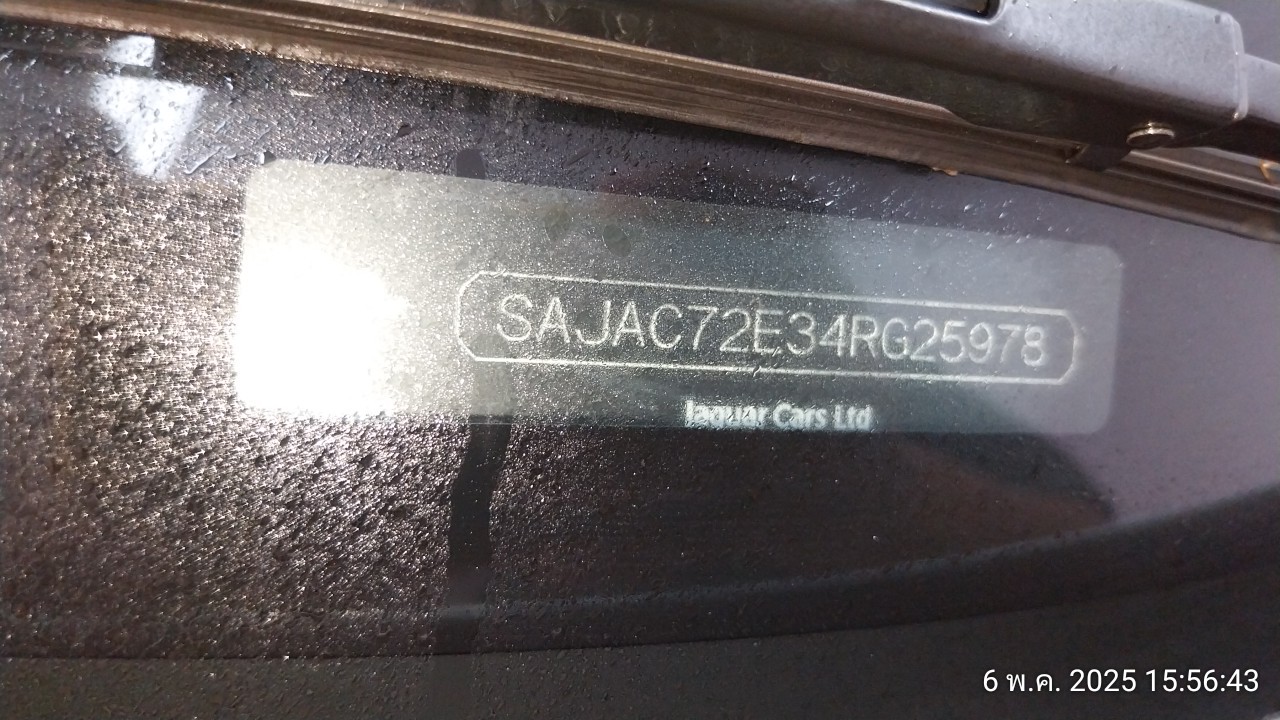 SAJAC72E34RG25978
Jaguar Cars Ltd
6 พ.ค. 2025 15:56:43